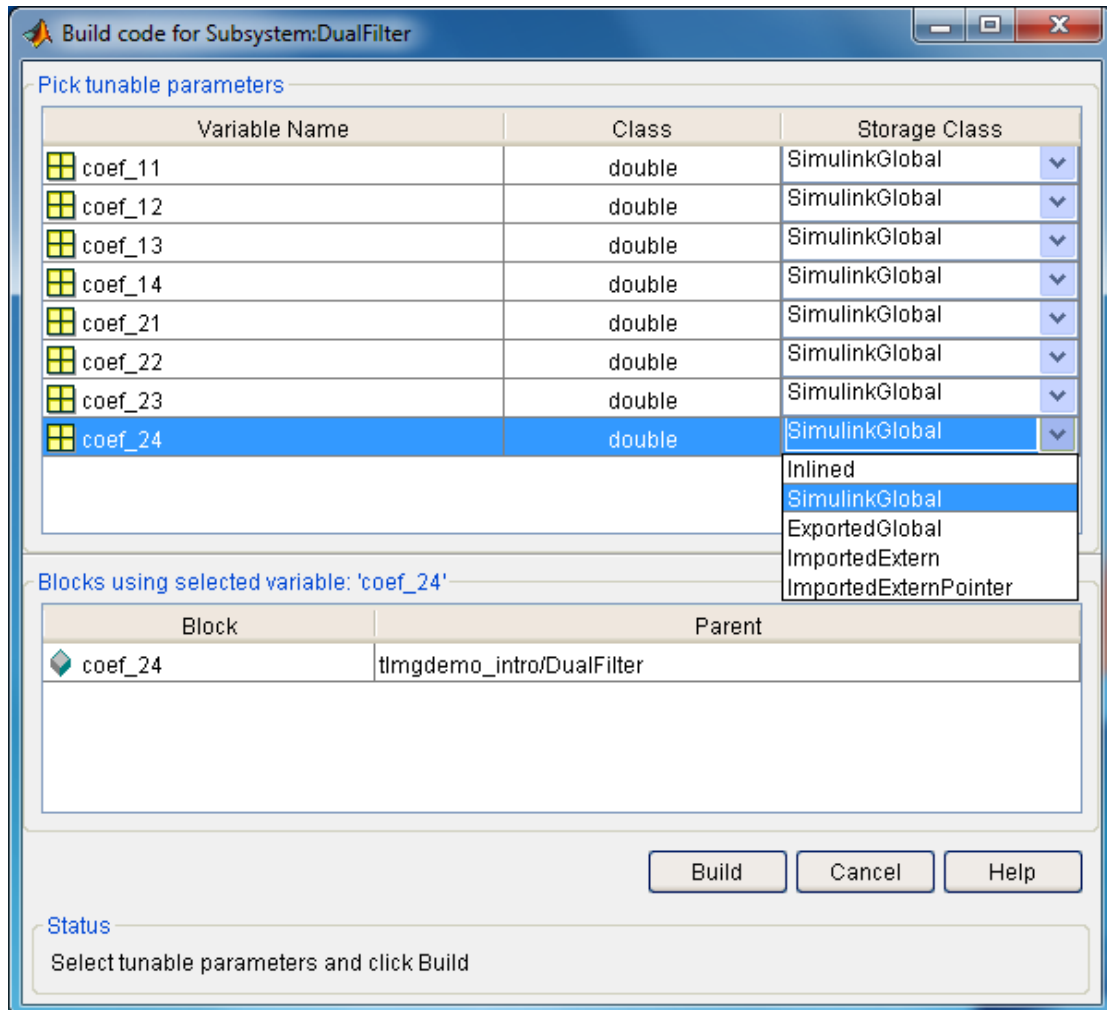 Build code for Subsystem:DualFilter
Pick tunable parameters
Variable Name Class Storage Class
coef_11 double SimulinkGlobal
coef_12 double SimulinkGlobal
coef_13 double SimulinkGlobal
coef_14 double SimulinkGlobal
coef_21 double SimulinkGlobal
coef_22 double SimulinkGlobal
coef_23 double SimulinkGlobal
coef_24 double SimulinkGlobal
Inlined
SimulinkGlobal
ExportedGlobal
ImportedExtern
ImportedExternPointer
Blocks using selected variable: 'coef_24'
Block Parent
coef_24 tlmgdemo_intro/DualFilter
Build Cancel Help
Status
Select tunable parameters and click Build